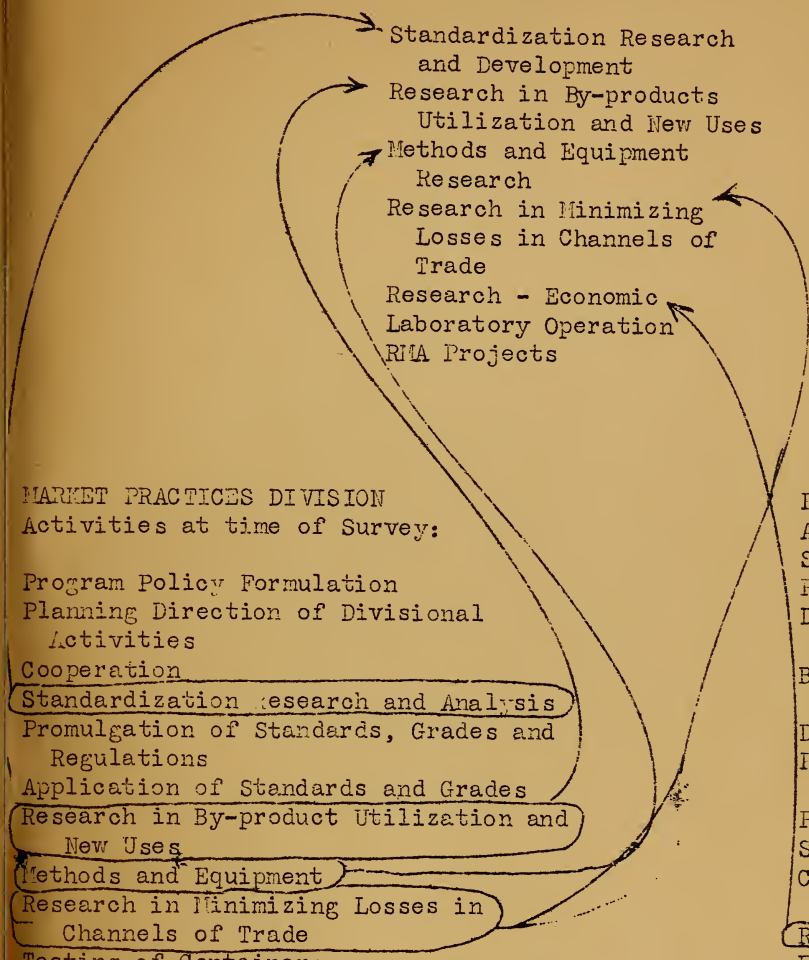 Standardization Research
and Development
Research in By-products
Utilization and New Uses
Methods and Equipment
Research
Research in Minimizing
Losses in Channels of
Trade
Research - Economic
Laboratory Operation
RMA Projects
MARKET PRACTICES DIVISION
Activities at time of Survey:
Program Policy Formulation
Planning Direction of Divisional
Activities
Cooperation
Standardization esearch and Analysis
Promulgation of Standards, Grades and
Regulations
Application of Standards and Grades
Research in By-product Utilization and
New Uses
Methods and Equipment
Research in Minimizing Losses in
Channels of Trade
Testing of Containers